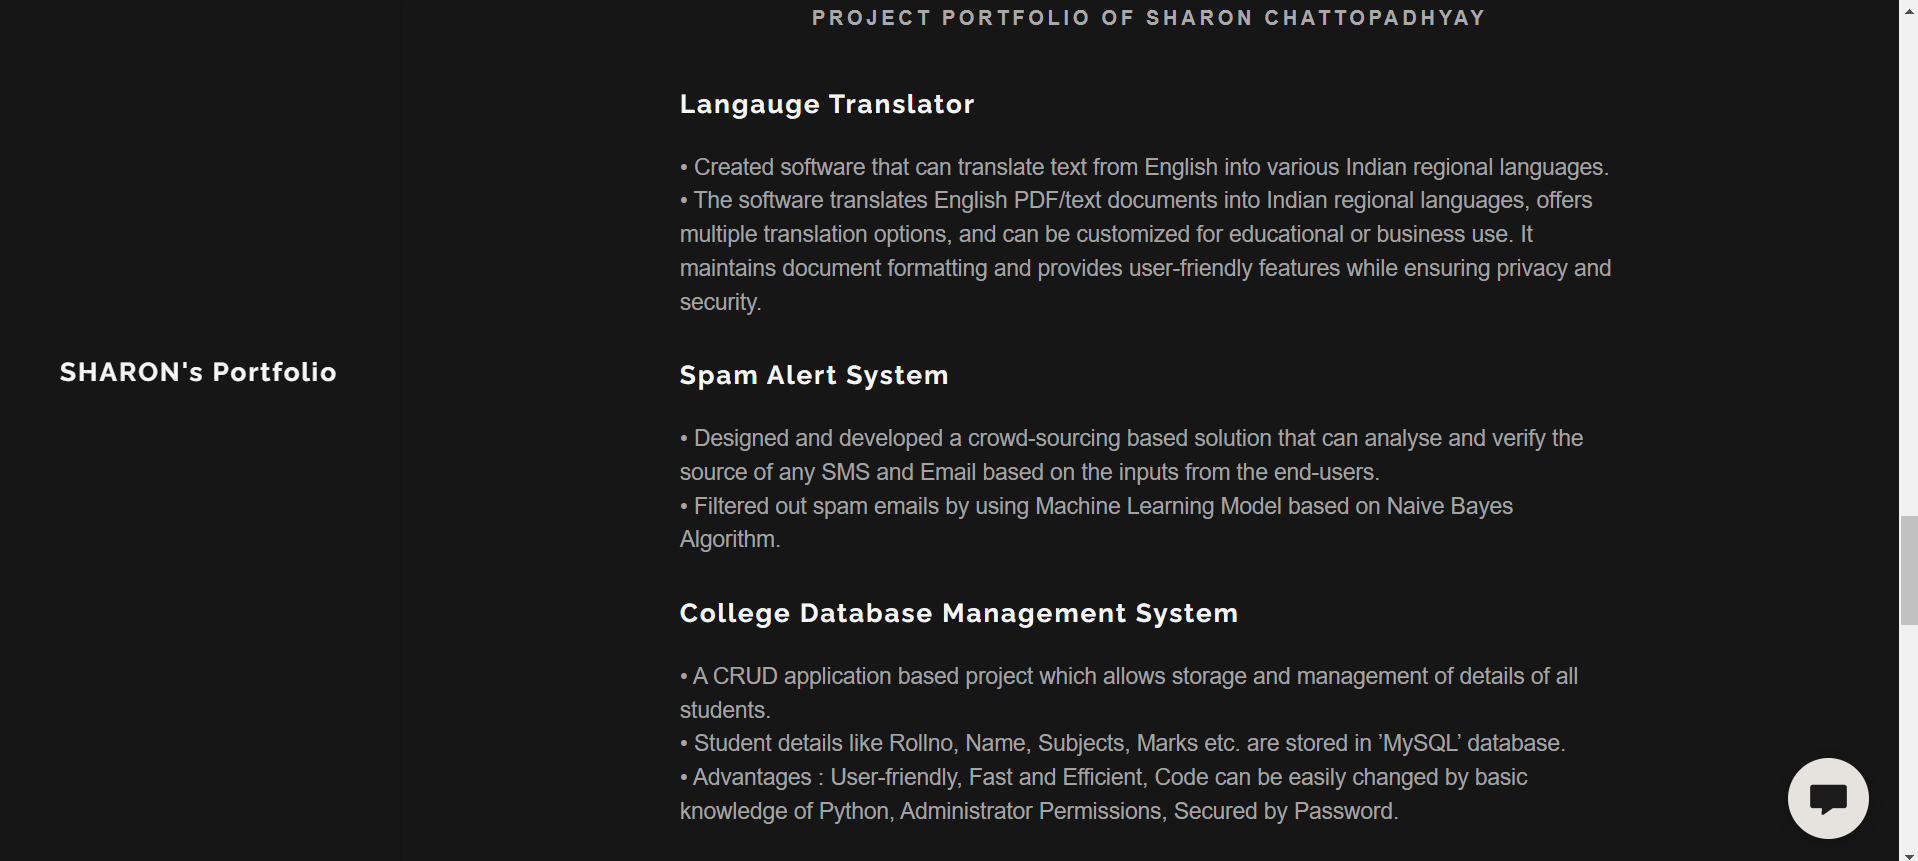 PROJECT PORTFOLIO OF SHARON CHATTOPADHYAY
SHARON's Portfolio
Langauge Translator
• Created software that can translate text from English into various Indian regional languages.
• The software translates English PDF/text documents into Indian regional languages, offers
multiple translation options, and can be customized for educational or business use. It
maintains document formatting and provides user-friendly features while ensuring privacy and
security.
Spam Alert System
• Designed and developed a crowd-sourcing based solution that can analyse and verify the
source of any SMS and Email based on the inputs from the end-users.
• Filtered out spam emails by using Machine Learning Model based on Naive Bayes
Algorithm.
College Database Management System
• A CRUD application based project which allows storage and management of details of all
students.
• Student details like Rollno, Name, Subjects, Marks etc. are stored in ’MySQL’ database.
• Advantages : User-friendly, Fast and Efficient, Code can be easily changed by basic
knowledge of Python, Administrator Permissions, Secured by Password.